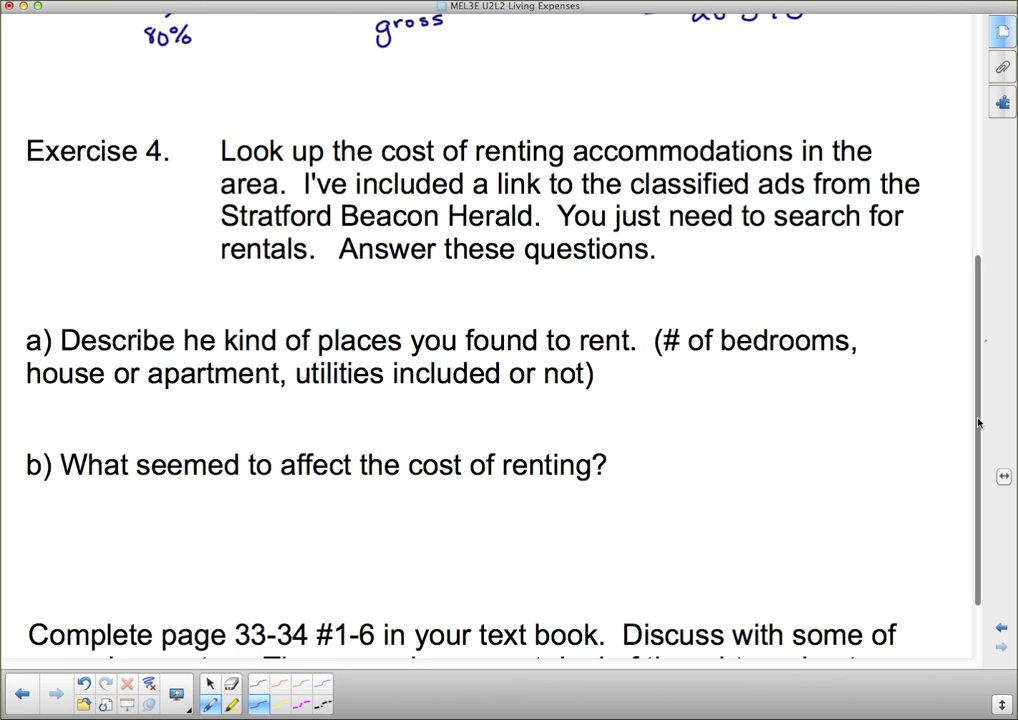 MEL3E U2L2 Living Expenses
80%
gross
Exercise 4. Look up the cost of renting accommodations in the
area. I've included a link to the classified ads from the
Stratford Beacon Herald. You just need to search for
rentals. Answer these questions.
a) Describe he kind of places you found to rent. (# of bedrooms,
house or apartment, utilities included or not)
b) What seemed to affect the cost of renting?
Complete page 33-34 #1-6 in your text book. Discuss with some of